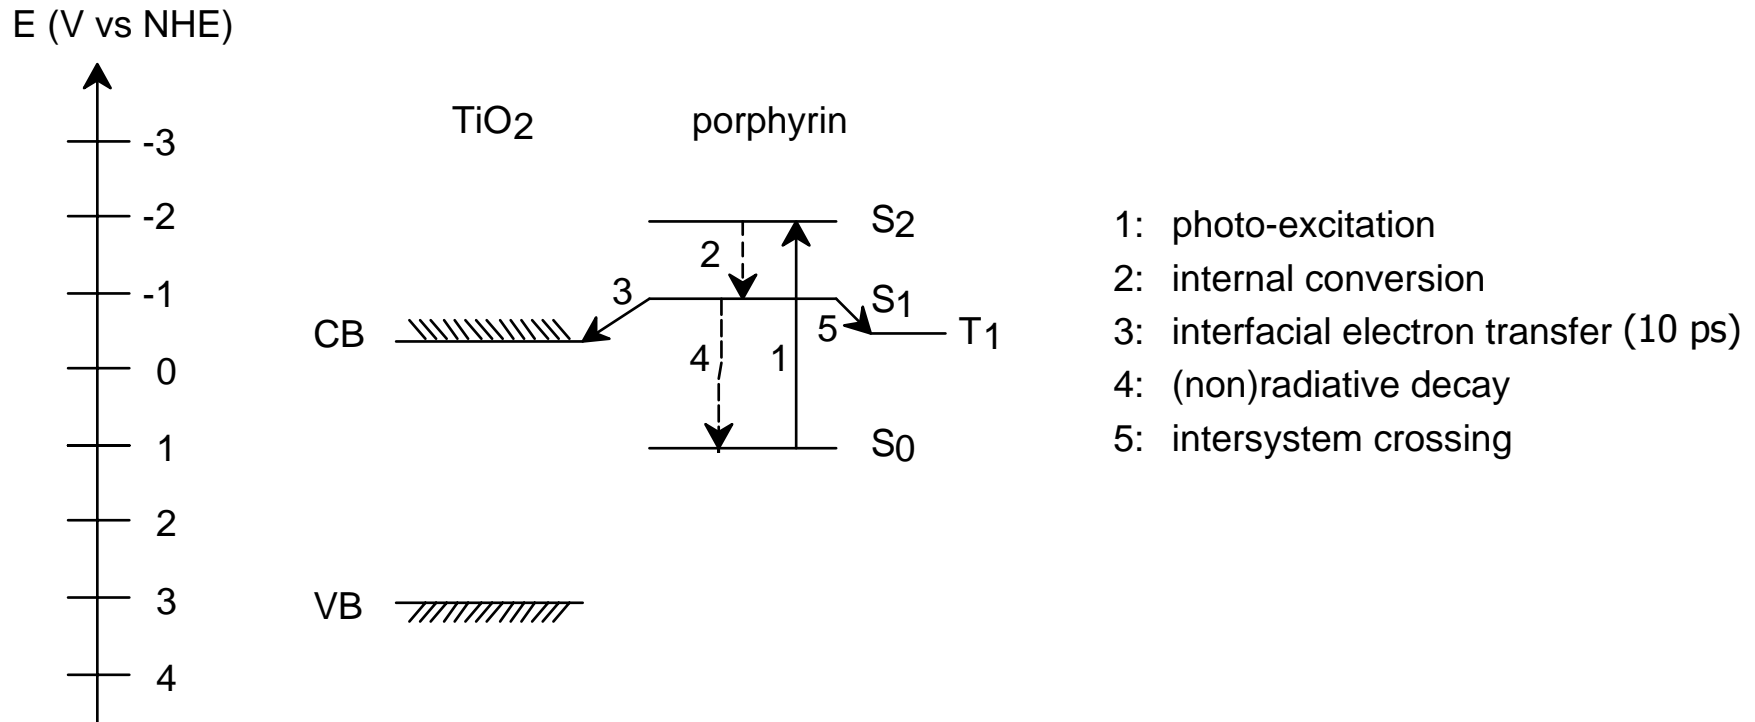 E (V vs NHE)
TiO2 porphyrin
-3
-2
-1
0
1
2
3
4
CB
VB
S2
S1
T1
S0
2
3
5
4
1
1: photo-excitation
2: internal conversion
3: interfacial electron transfer (10 ps)
4: (non)radiative decay
5: intersystem crossing